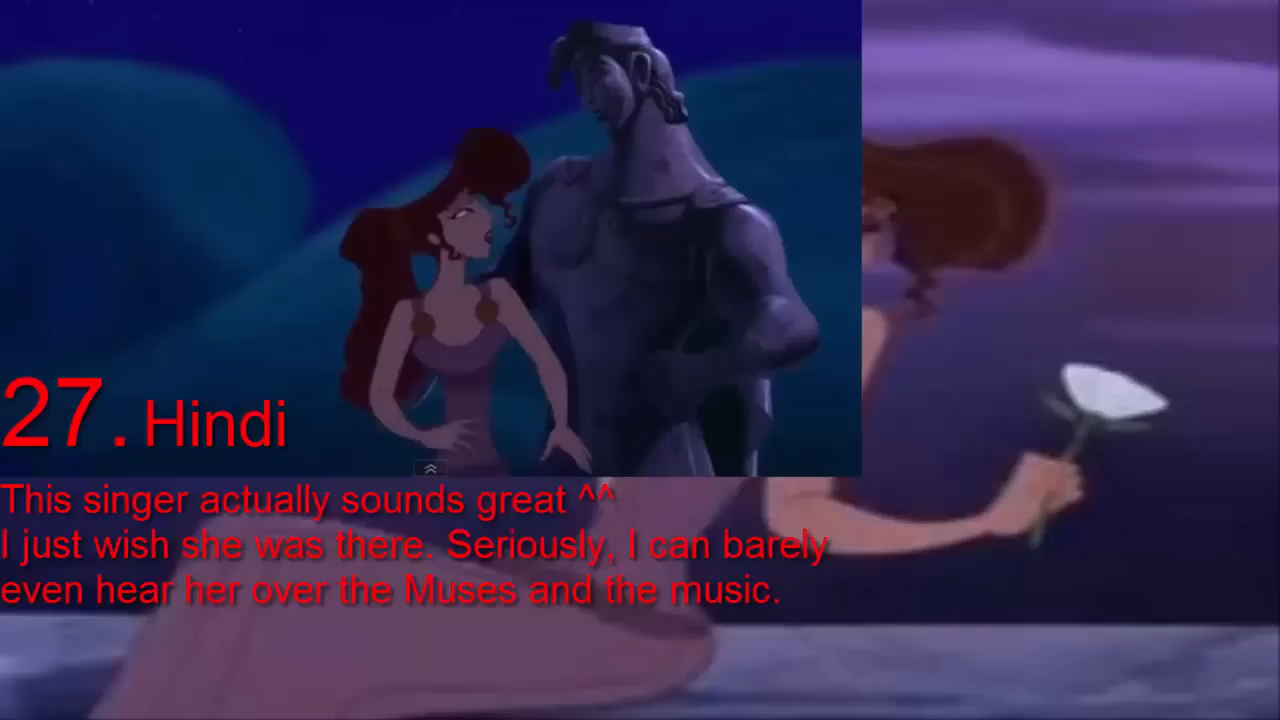 27. Hindi
This singer actually sounds great ^^
I just wish she was there. Seriously, I can barely
even hear her over the Muses and the music.